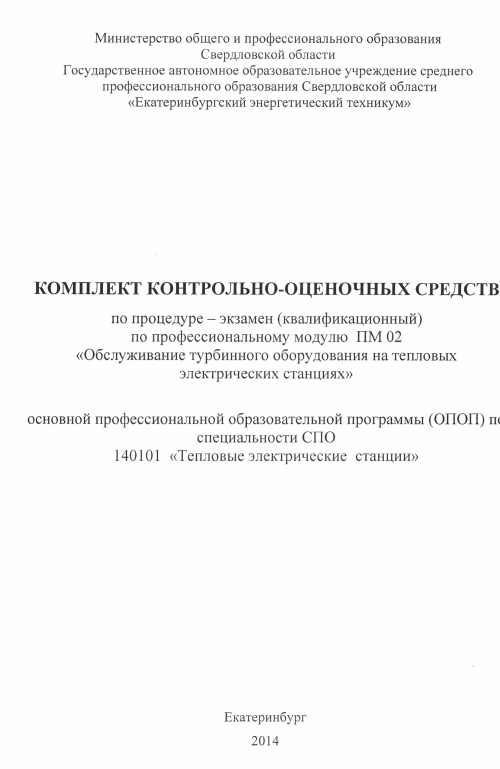 Министерство общего и профессионального образования
Свердловской области
Государственное автономное образовательное учреждение среднего
профессионального образования Свердловской области
«Екатеринбургский энергетический техникум»
КОМПЛЕКТ КОНТРОЛЬНО-ОЦЕНОЧНЫХ СРЕДСТВ
по процедуре – экзамен (квалификационный)
по профессиональному модулю ПМ 02
«Обслуживание турбинного оборудования на тепловых
электрических станциях»
основной профессиональной образовательной программы (ОПОП) по
специальности СПО
140101 «Тепловые электрические станции»
Екатеринбург
2014